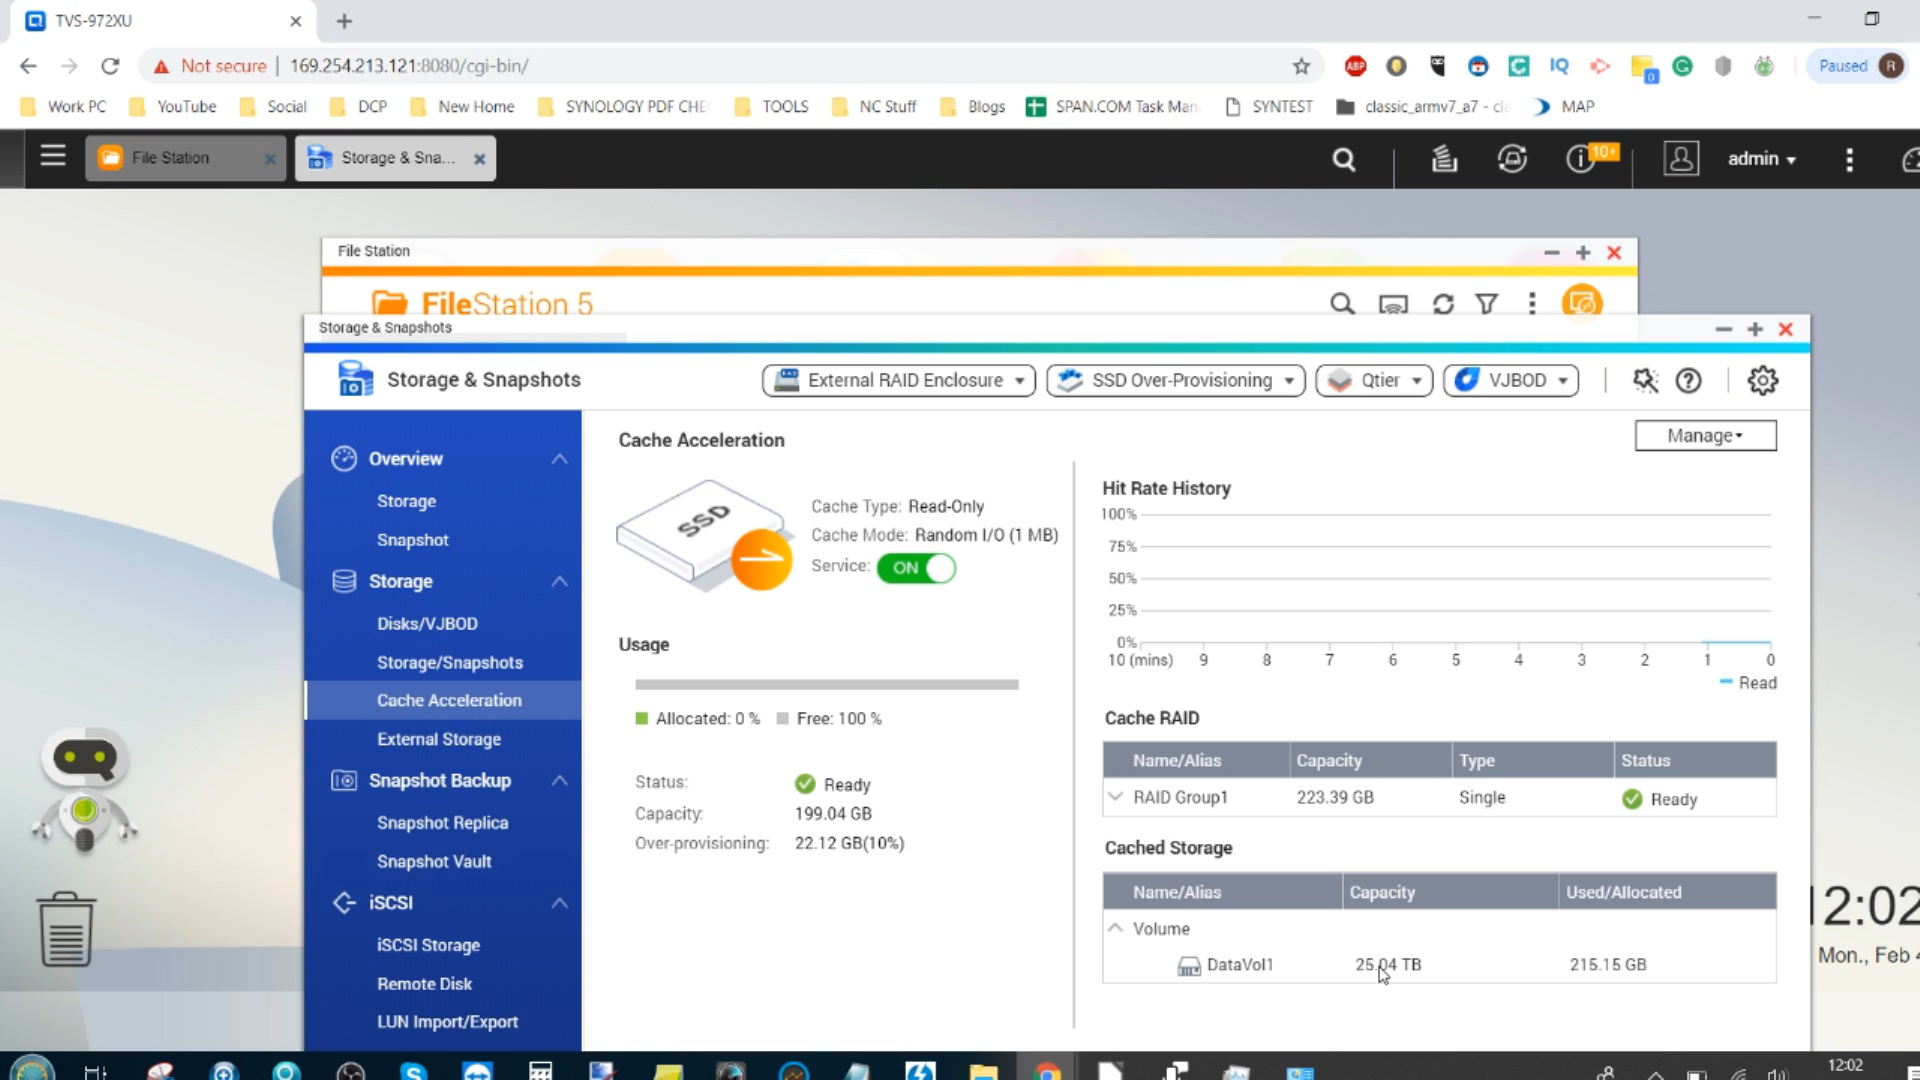 TVS-972XU
Not secure | 169.254.213.121:8080/cgi-bin/
ABP
IQ
0
Paused R
Work PC YouTube Social DCP New Home SYNOLOGY PDF CHE TOOLS NC Stuff Blogs SPAN.COM Task Man SYNTEST classic_armv7_a7 - cla MAP
File Station Storage & Sna... 10+ admin
File Station
FileStation 5
Storage & Snapshots
Storage & Snapshots External RAID Enclosure SSD Over-Provisioning Qtier VJBOD
Overview
Storage
Snapshot
Storage
Disks/VJBOD
Storage/Snapshots
Cache Acceleration
External Storage
Snapshot Backup
Snapshot Replica
Snapshot Vault
iSCSI
iSCSI Storage
Remote Disk
LUN Import/Export
Cache Acceleration
Manage
SSD
Cache Type: Read-Only
Cache Mode: Random I/O (1 MB)
Service: ON
Usage
Allocated: 0 % Free: 100 %
Status: Ready
Capacity: 199.04 GB
Over-provisioning: 22.12 GB(10%)
Hit Rate History
100%
75%
50%
25%
0%
10 (mins) 9 8 7 6 5 4 3 2 1 0
Read
Cache RAID
Name/Alias Capacity Type Status
RAID Group1 223.39 GB Single Ready
Cached Storage
Name/Alias Capacity Used/Allocated
Volume
DataVol1 25.04 TB 215.15 GB
12:02
Mon., Feb 4
12:02